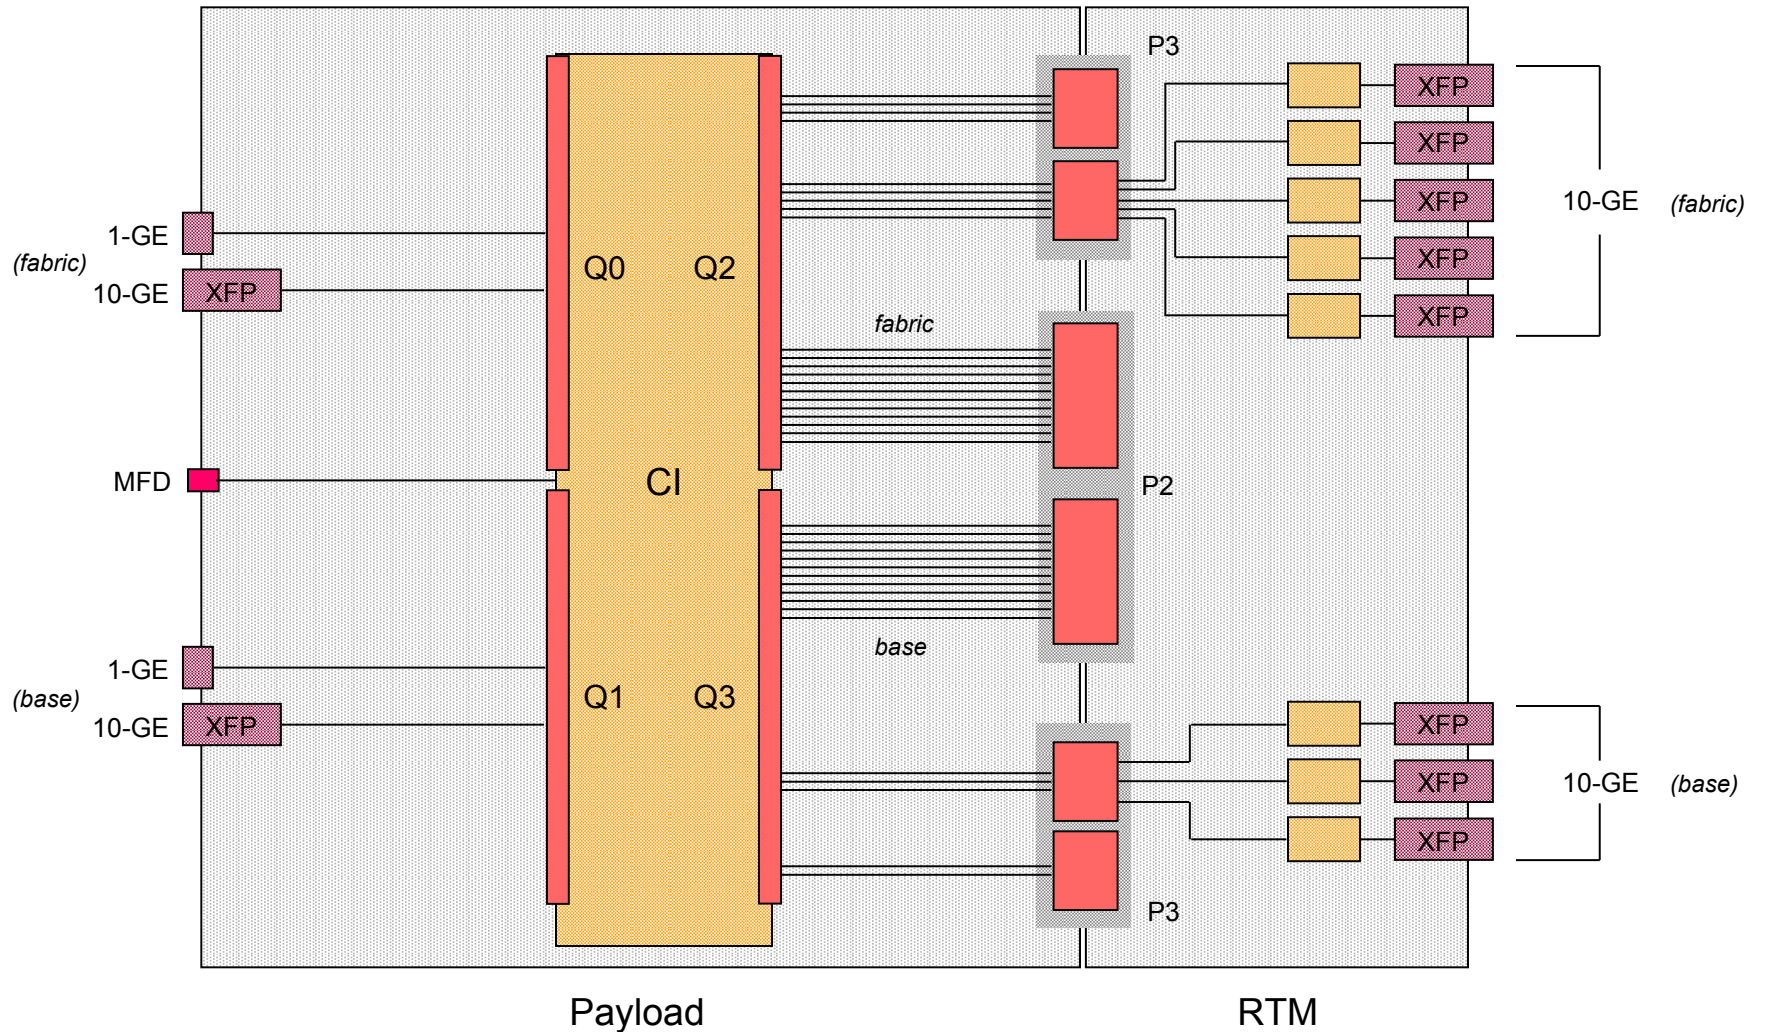 P3
XFP
XFP
XFP
10-GE (fabric)
XFP
XFP
1-GE
(fabric)
10-GE XFP
Q0 Q2
fabric
MFD
CI
P2
base
1-GE
(base)
10-GE XFP
Q1 Q3
XFP
XFP
10-GE (base)
XFP
P3
Payload RTM